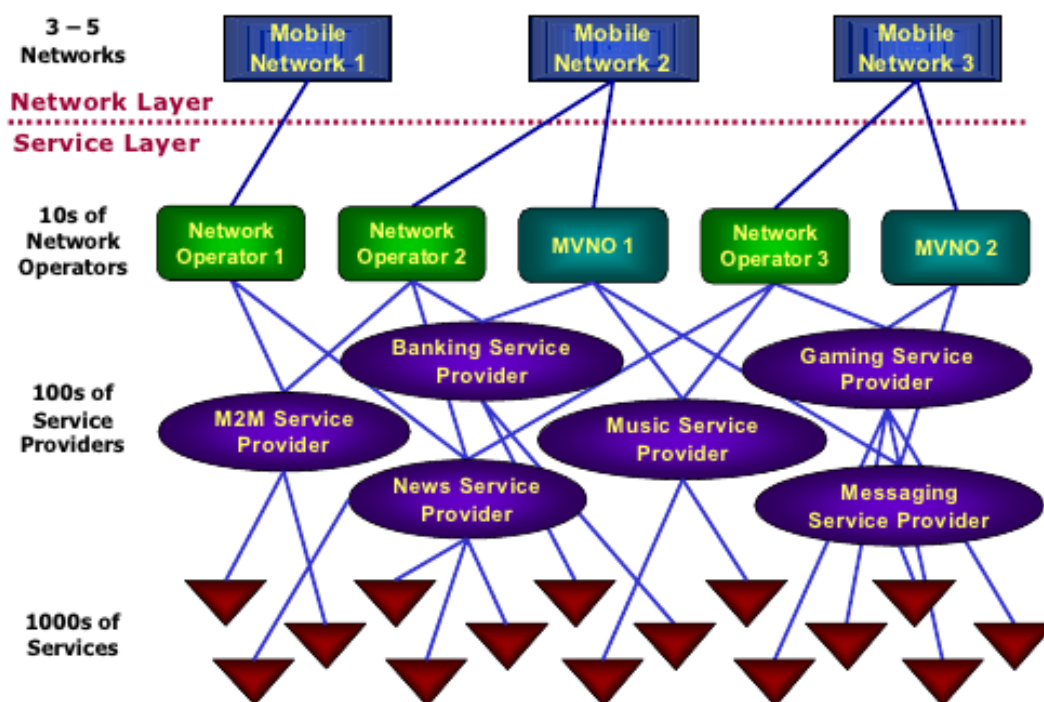 3 – 5
Networks
Mobile
Network 1
Mobile
Network 2
Mobile
Network 3
Network Layer
Service Layer
10s of
Network
Operators
Network
Operator 1
Network
Operator 2
MVNO 1
Network
Operator 3
MVNO 2
100s of
Service
Providers
Banking Service
Provider
Gaming Service
Provider
M2M Service
Provider
Music Service
Provider
News Service
Provider
Messaging
Service Provider
1000s of
Services